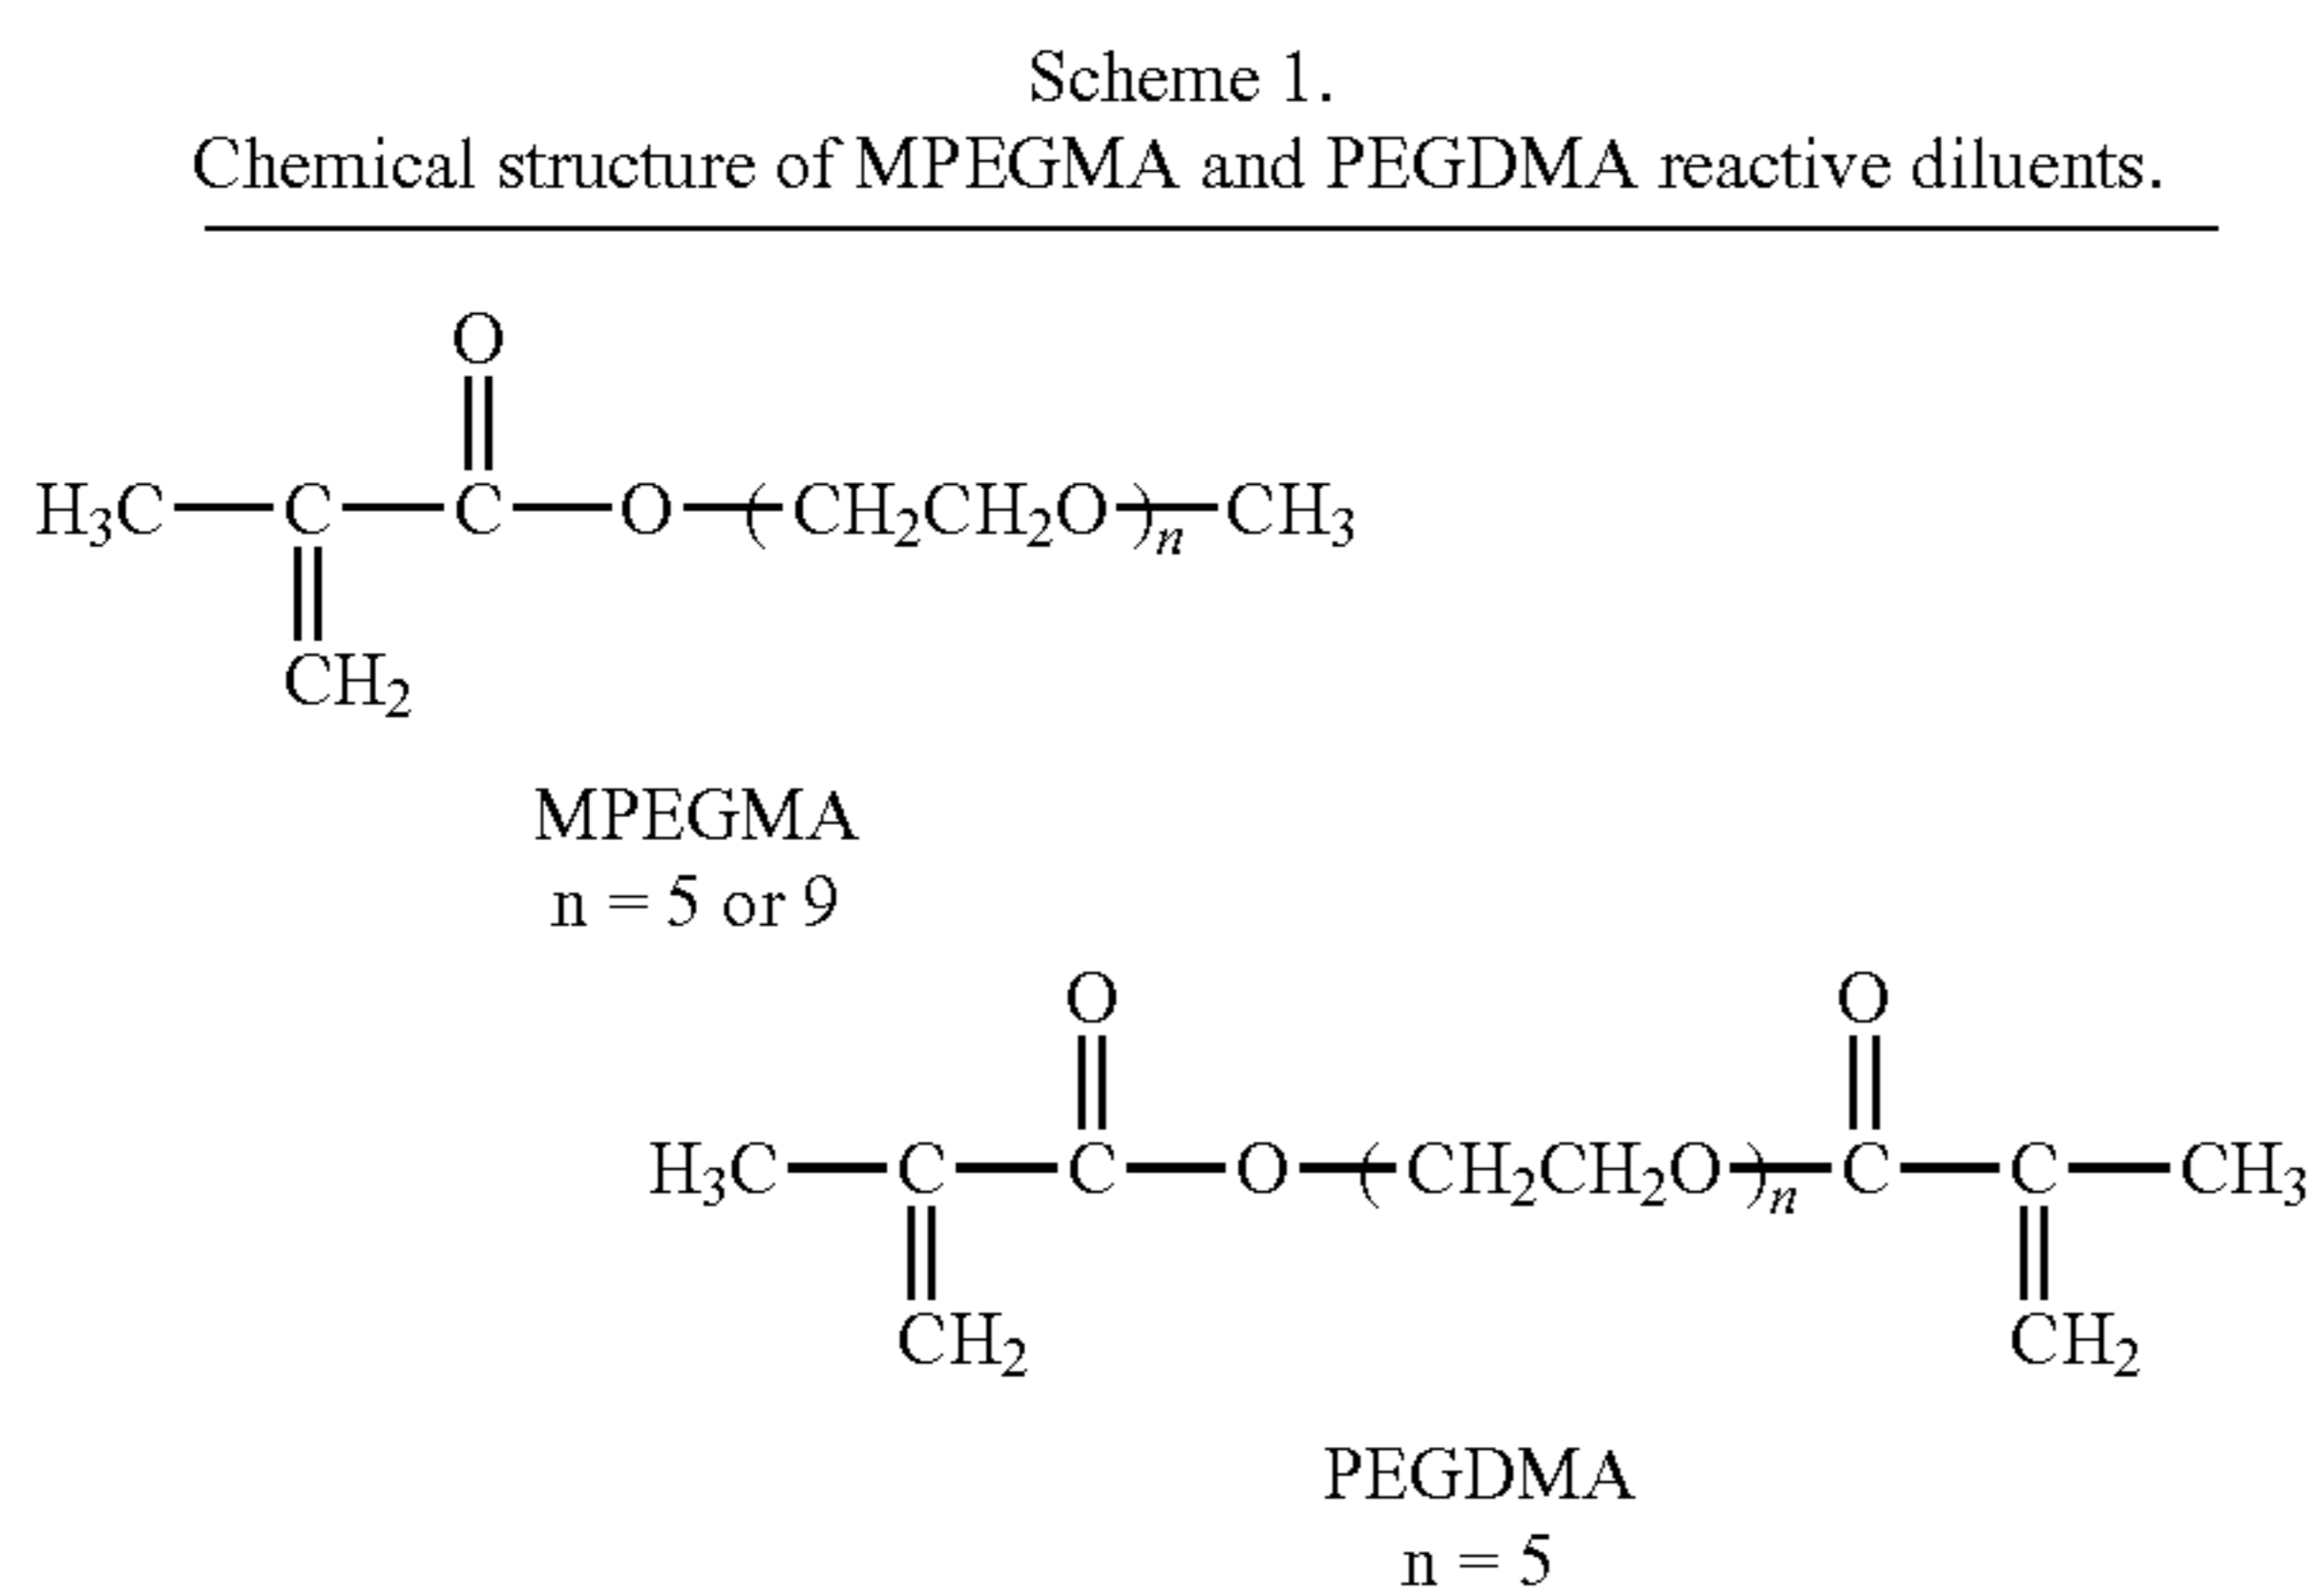 Scheme 1.
Chemical structure of MPEGMA and PEGDMA reactive diluents.
O
H₃C C C O ( CH₂CH₂O )ₙ CH₃
CH₂
MPEGMA
n = 5 or 9
O O
H₃C C C O ( CH₂CH₂O )ₙ C C CH₃
CH₂ CH₂
PEGDMA
n = 5